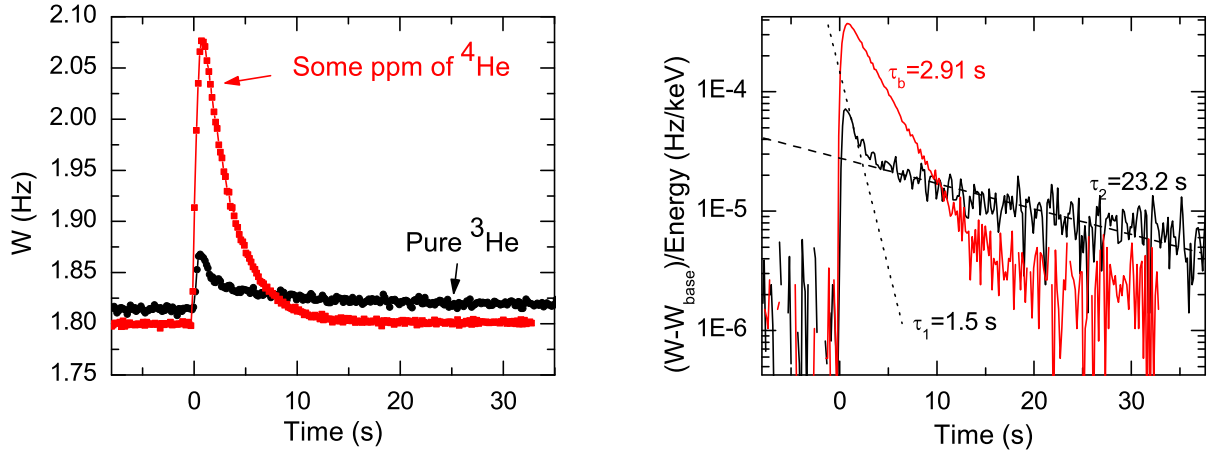 2.10
2.05
2.00
1.95
1.90
1.85
1.80
1.75
W (Hz)
Some ppm of ⁴He
Pure ³He
0 10 20 30
Time (s)
(W-W_base)/Energy (Hz/keV)
1E-4
1E-5
1E-6
τ_b=2.91 s
τ_2=23.2 s
τ_1=1.5 s
0 10 20 30
Time (s)